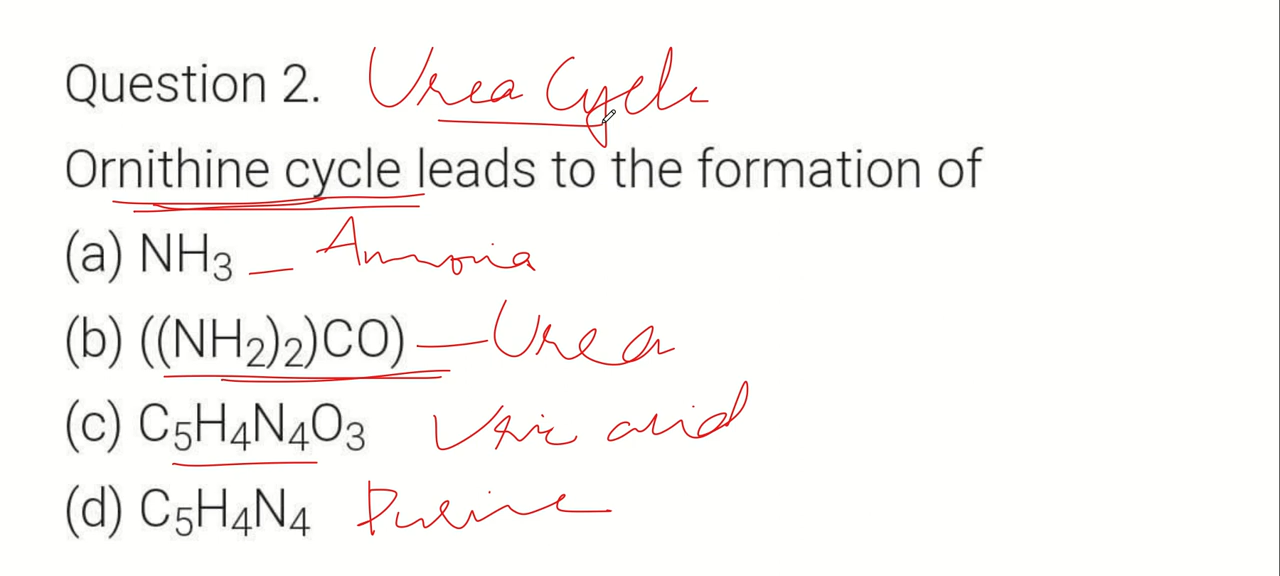 Question 2. Urea Cycle
Ornithine cycle leads to the formation of
(a) NH3 – Ammonia
(b) ((NH2)2)CO) – Urea
(c) C5H4N4O3 Uric acid
(d) C5H4N4 Purine